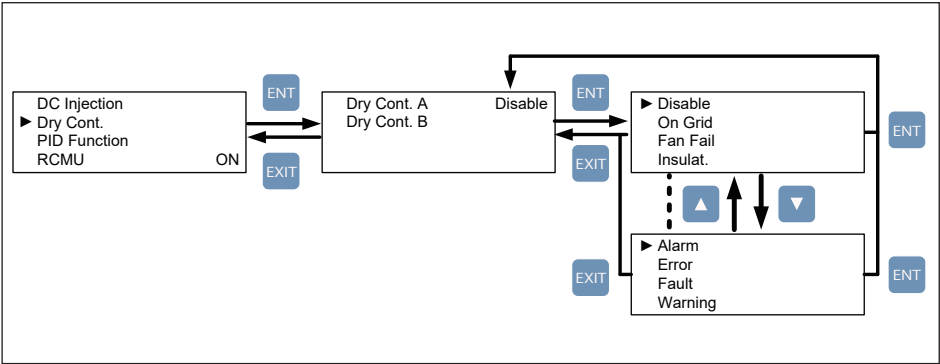 DC Injection
▶ Dry Cont.
PID Function
RCMU ON
ENT
EXIT
Dry Cont. A Disable
Dry Cont. B
ENT
EXIT
▶ Disable
On Grid
Fan Fail
Insulat.
ENT
▲ ▼
▶ Alarm
Error
Fault
Warning
EXIT
ENT